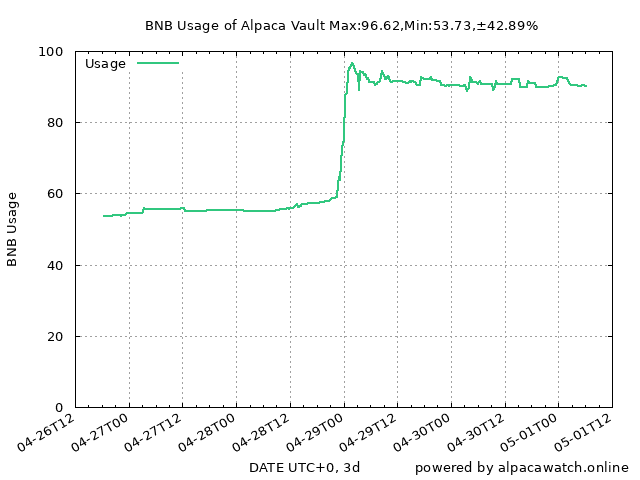 BNB Usage of Alpaca Vault Max:96.62,Min:53.73,±42.89%
Usage
100
80
60
40
20
0
BNB Usage
04-26T12
04-27T00
04-27T12
04-28T00
04-28T12
04-29T00
04-29T12
04-30T00
04-30T12
05-01T00
05-01T12
DATE UTC+0, 3d
powered by alpacawatch.online